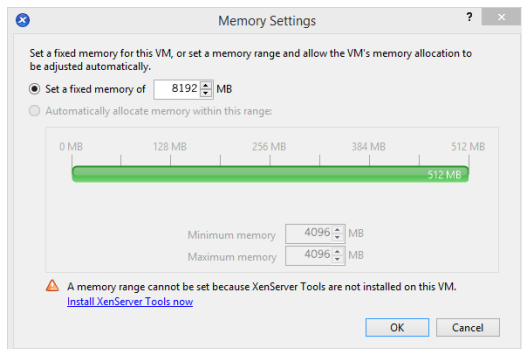 Memory Settings
?
Set a fixed memory for this VM, or set a memory range and allow the VM's memory allocation to
be adjusted automatically.
Set a fixed memory of 8192 MB
Automatically allocate memory within this range:
0 MB 128 MB 256 MB 384 MB 512 MB
512 MB
Minimum memory 4096 MB
Maximum memory 4096 MB
A memory range cannot be set because XenServer Tools are not installed on this VM.
Install XenServer Tools now
OK Cancel